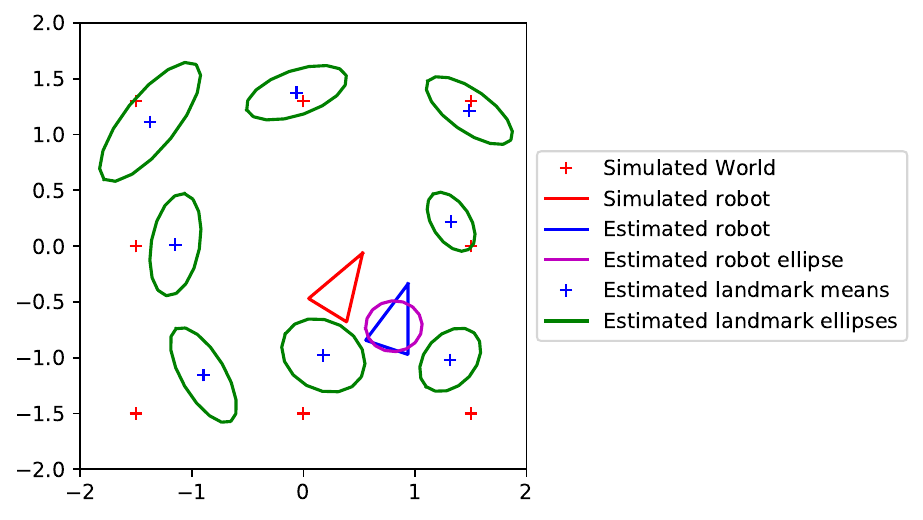 2.0
1.5
1.0
0.5
0.0
−0.5
−1.0
−1.5
−2.0
−2
−1
0
1
2
Simulated World
Simulated robot
Estimated robot
Estimated robot ellipse
Estimated landmark means
Estimated landmark ellipses